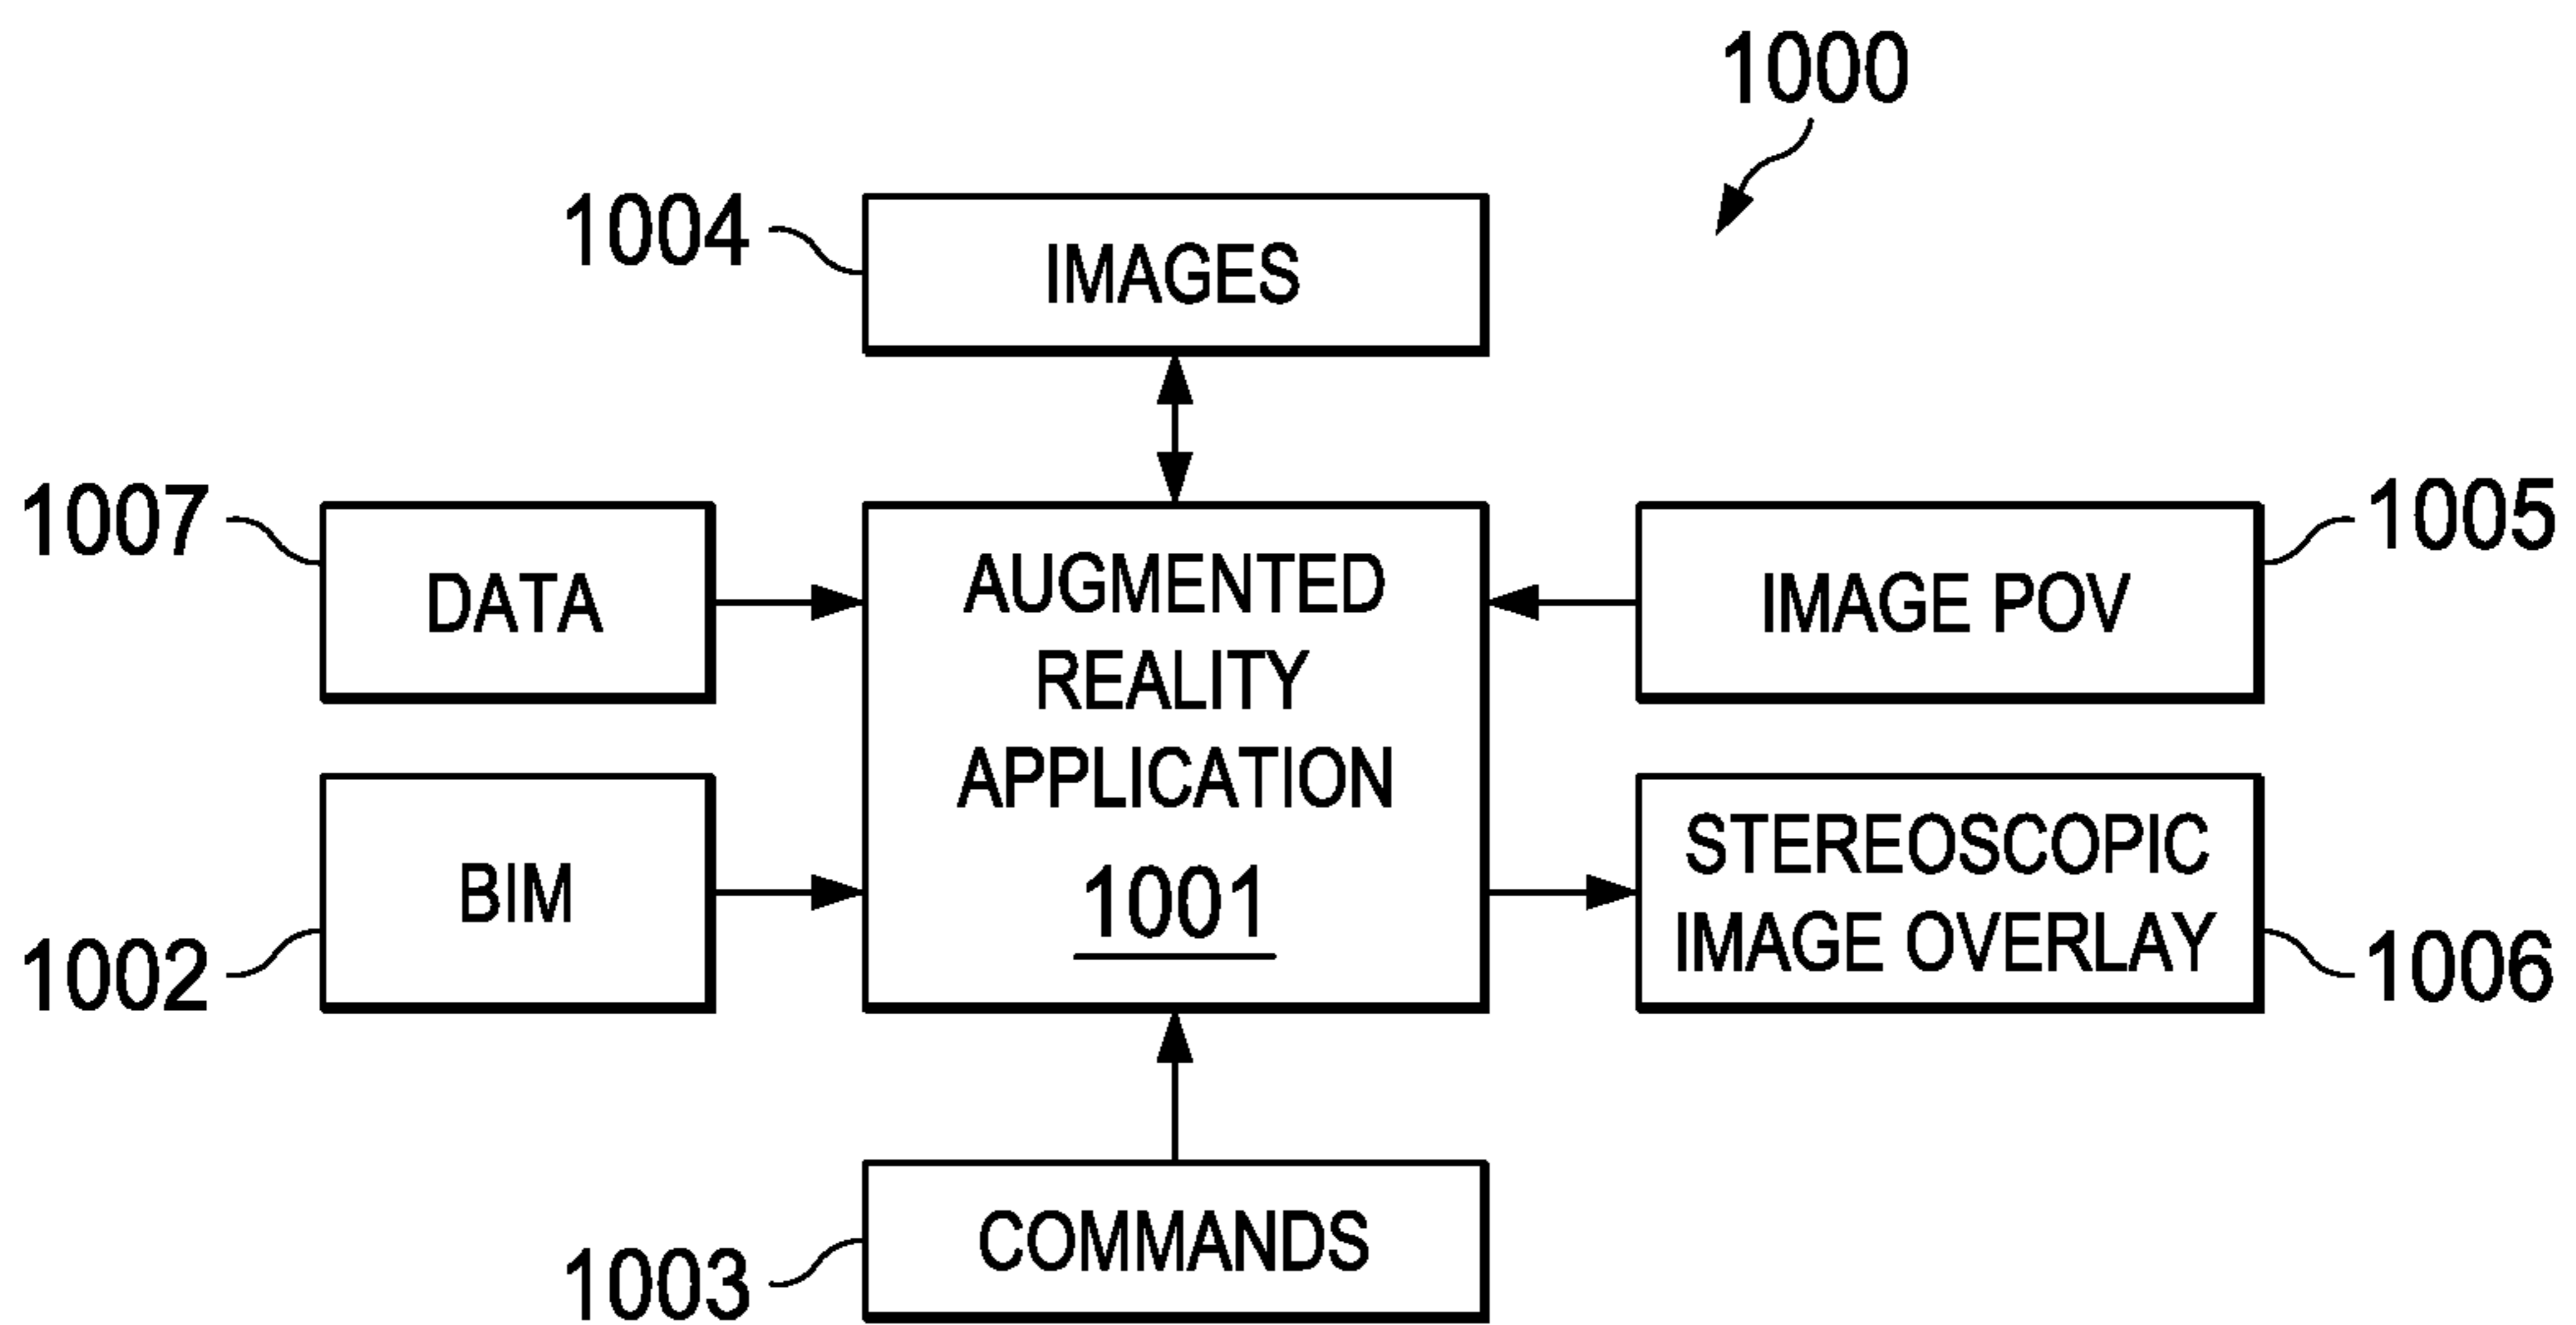 1000
1004
IMAGES
1007
DATA
AUGMENTED
REALITY
APPLICATION
1001
IMAGE POV
1005
BIM
1002
STEREOSCOPIC
IMAGE OVERLAY
1006
COMMANDS
1003